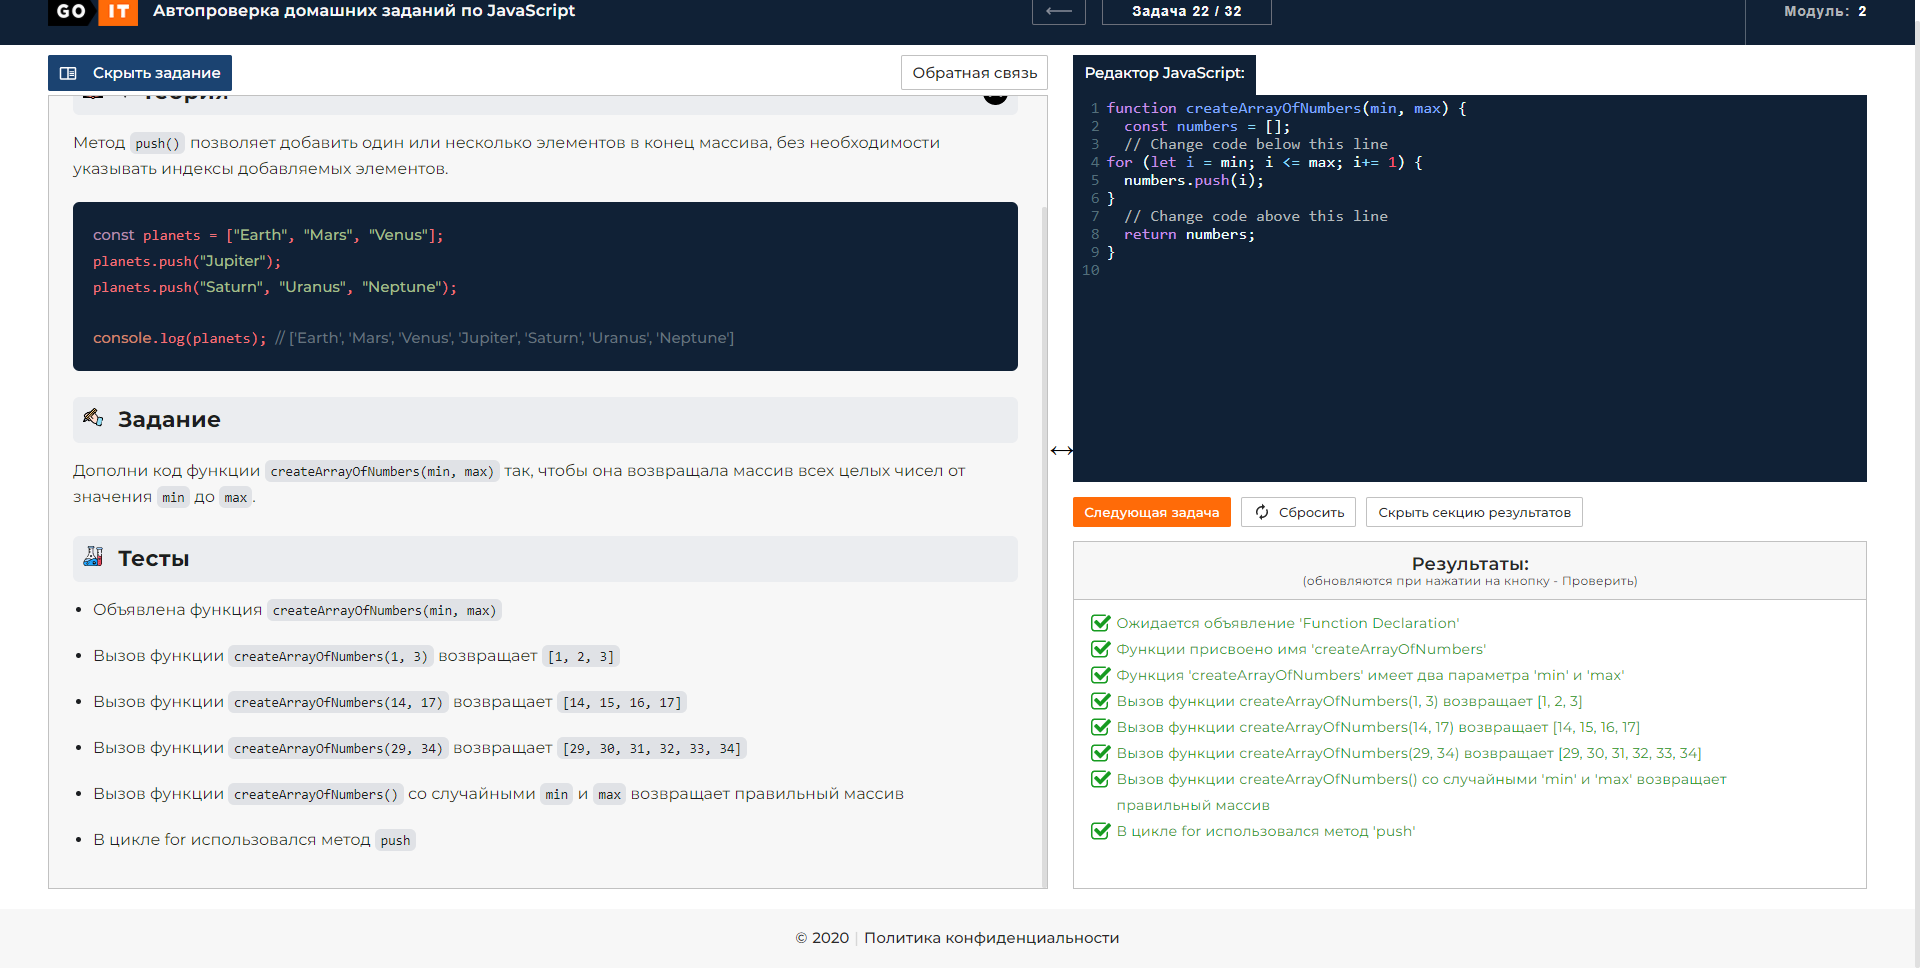 GO IT Автопроверка домашних заданий по JavaScript
Задача 22 / 32
Модуль: 2
Скрыть задание
Обратная связь
Теория
Метод push() позволяет добавить один или несколько элементов в конец массива, без необходимости
указывать индексы добавляемых элементов.
const planets = ["Earth", "Mars", "Venus"];
planets.push("Jupiter");
planets.push("Saturn", "Uranus", "Neptune");
console.log(planets); // ['Earth', 'Mars', 'Venus', 'Jupiter', 'Saturn', 'Uranus', 'Neptune']
Задание
Дополни код функции createArrayOfNumbers(min, max) так, чтобы она возвращала массив всех целых чисел от
значения min до max .
Тесты
• Объявлена функция createArrayOfNumbers(min, max)
• Вызов функции createArrayOfNumbers(1, 3) возвращает [1, 2, 3]
• Вызов функции createArrayOfNumbers(14, 17) возвращает [14, 15, 16, 17]
• Вызов функции createArrayOfNumbers(29, 34) возвращает [29, 30, 31, 32, 33, 34]
• Вызов функции createArrayOfNumbers() со случайными min и max возвращает правильный массив
• В цикле for использовался метод push
Редактор JavaScript:
1 function createArrayOfNumbers(min, max) {
2 const numbers = [];
3 // Change code below this line
4 for (let i = min; i <= max; i+= 1) {
5 numbers.push(i);
6 }
7 // Change code above this line
8 return numbers;
9 }
10
Следующая задача
Сбросить
Скрыть секцию результатов
Результаты:
(обновляются при нажатии на кнопку - Проверить)
Ожидается объявление 'Function Declaration'
Функции присвоено имя 'createArrayOfNumbers'
Функция 'createArrayOfNumbers' имеет два параметра 'min' и 'max'
Вызов функции createArrayOfNumbers(1, 3) возвращает [1, 2, 3]
Вызов функции createArrayOfNumbers(14, 17) возвращает [14, 15, 16, 17]
Вызов функции createArrayOfNumbers(29, 34) возвращает [29, 30, 31, 32, 33, 34]
Вызов функции createArrayOfNumbers() со случайными 'min' и 'max' возвращает
правильный массив
В цикле for использовался метод 'push'
© 2020 | Политика конфиденциальности